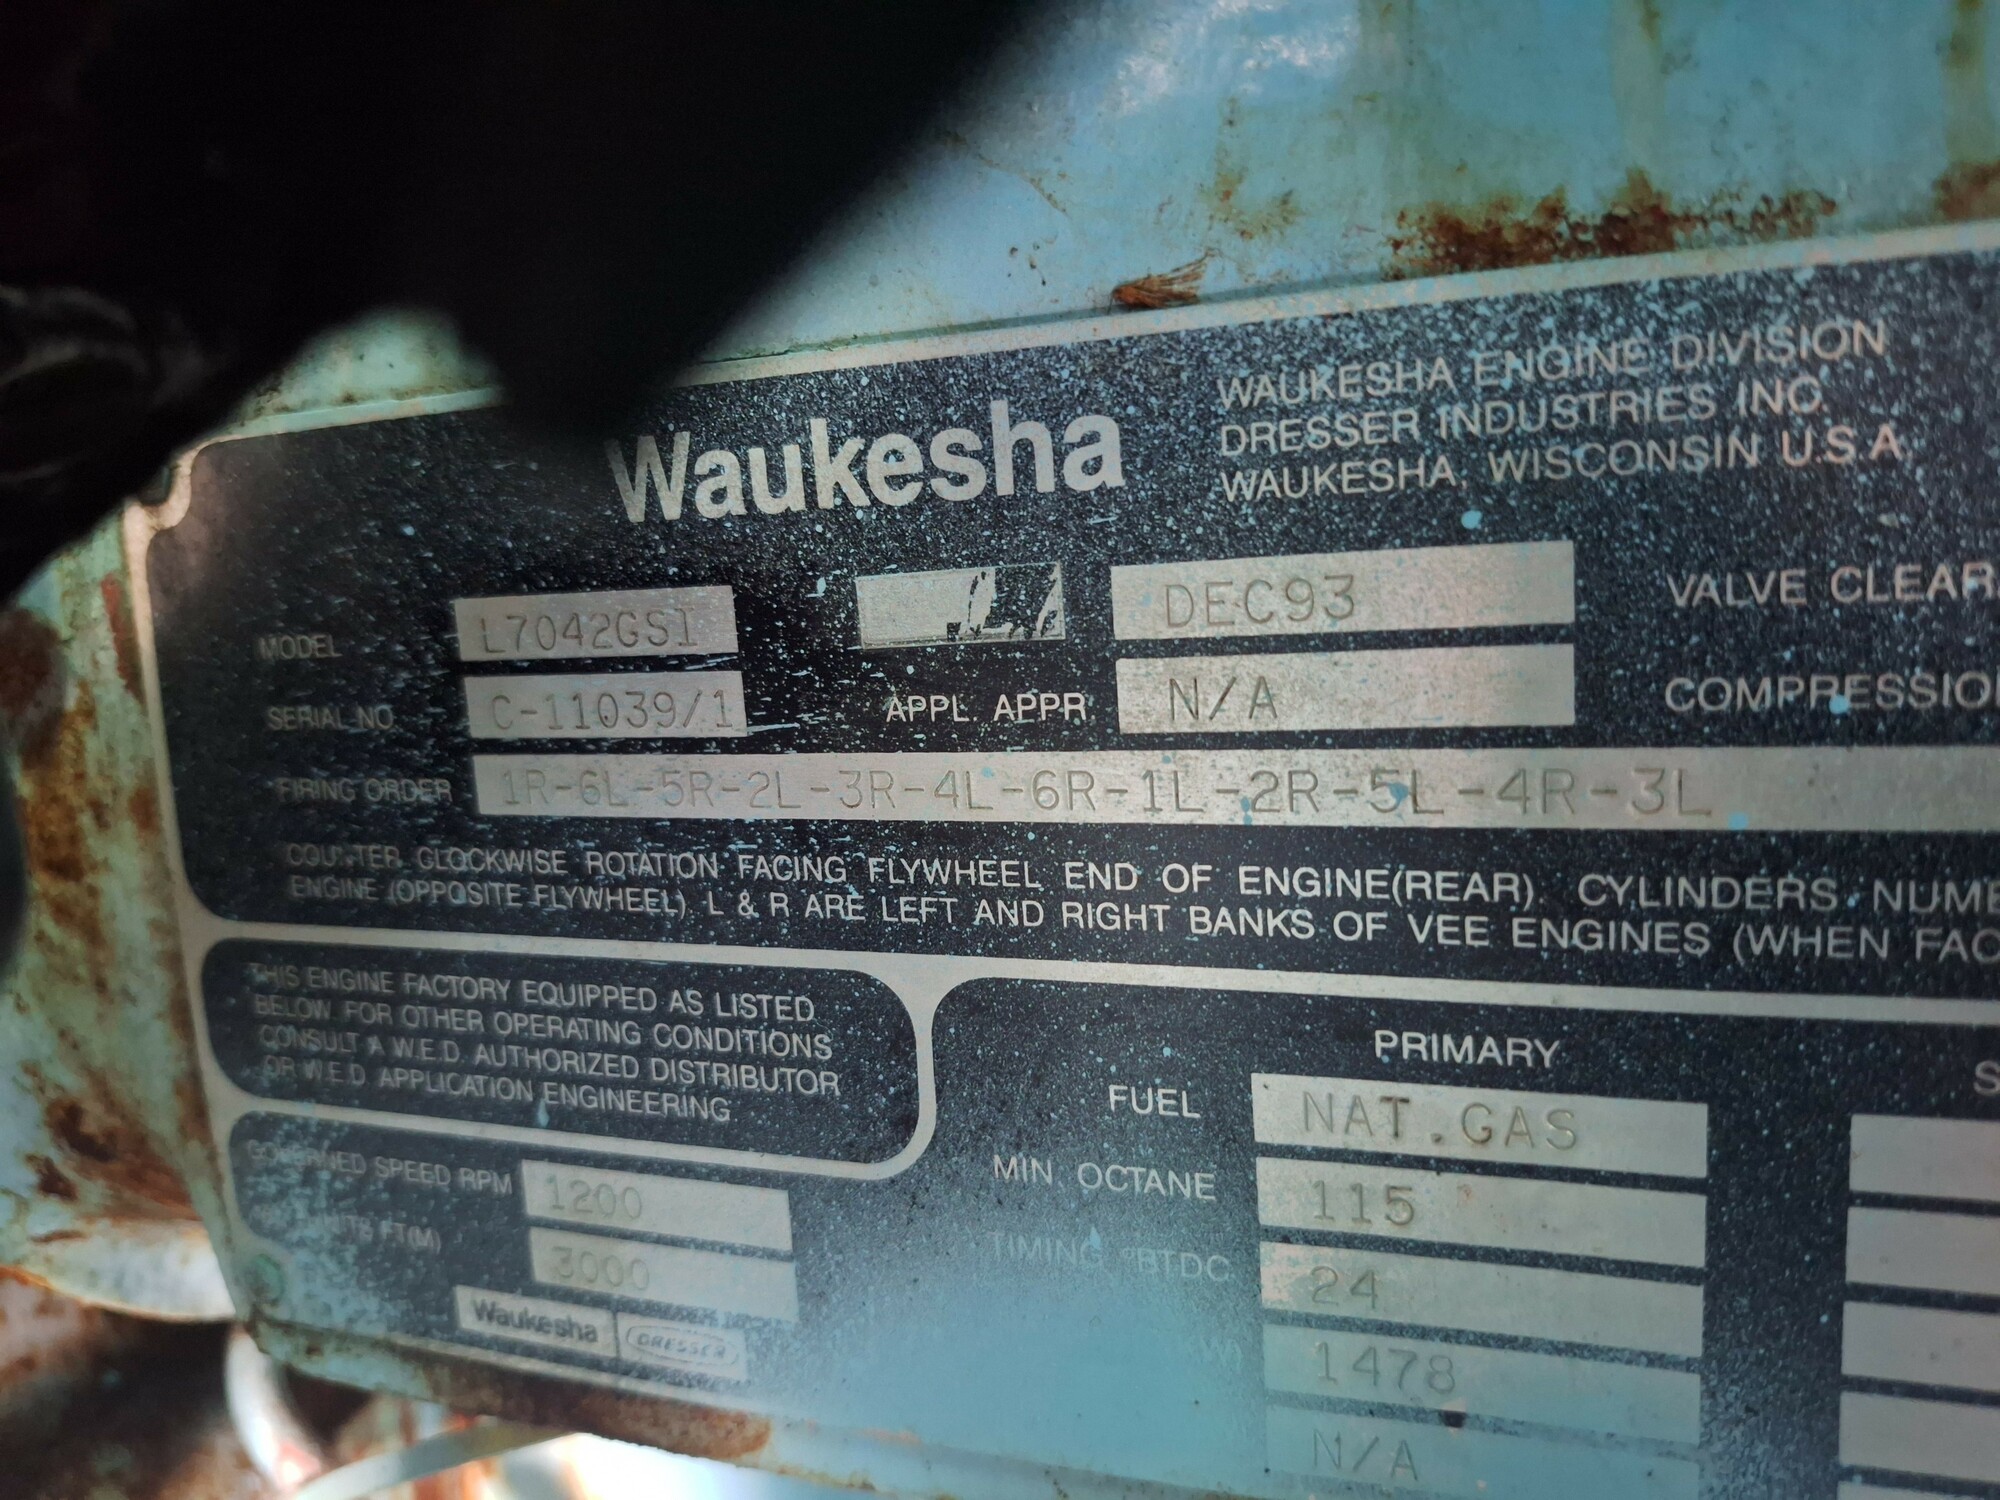 Waukesha
WAUKESHA ENGINE DIVISION
DRESSER INDUSTRIES INC.
WAUKESHA, WISCONSIN U.S.A.
MODEL L7042GSI DEC93 VALVE CLEAR
SERIAL NO. C-11039/1 APPL. APPR. N/A COMPRESSIO
FIRING ORDER 1R-6L-5R-2L-3R-4L-6R-1L-2R-5L-4R-3L
COUNTER CLOCKWISE ROTATION FACING FLYWHEEL END OF ENGINE(REAR). CYLINDERS NUME
ENGINE (OPPOSITE FLYWHEEL). L & R ARE LEFT AND RIGHT BANKS OF VEE ENGINES (WHEN FAC
THIS ENGINE FACTORY EQUIPPED AS LISTED
BELOW. FOR OTHER OPERATING CONDITIONS
CONSULT A W.E.D. AUTHORIZED DISTRIBUTOR
OR W.E.D. APPLICATION ENGINEERING
GOVERNED SPEED RPM 1200
FT(M) 3000
Waukesha DRESSER
PRIMARY S
FUEL NAT.GAS
MIN. OCTANE 115
TIMING °BTDC 24
1478
N/A